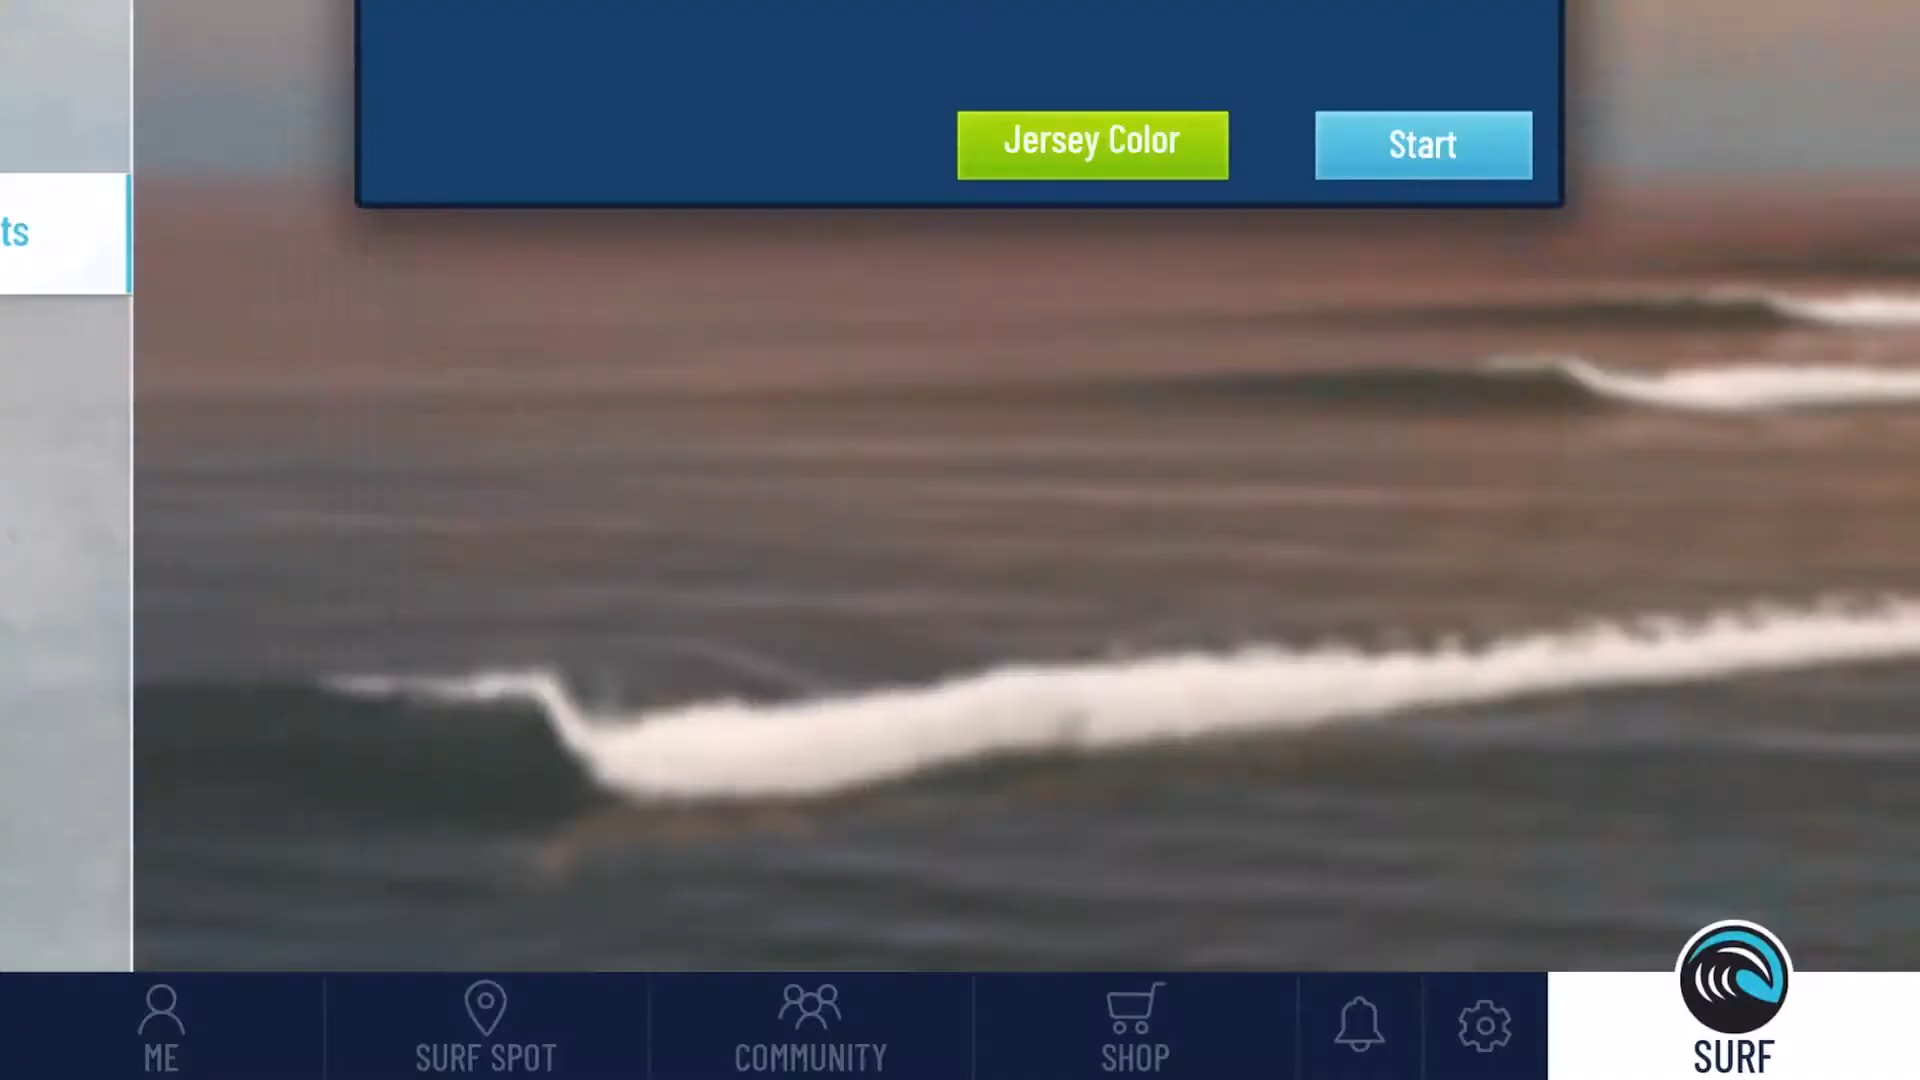 Jersey Color
Start
ts
ME
SURF SPOT
COMMUNITY
SHOP
SURF